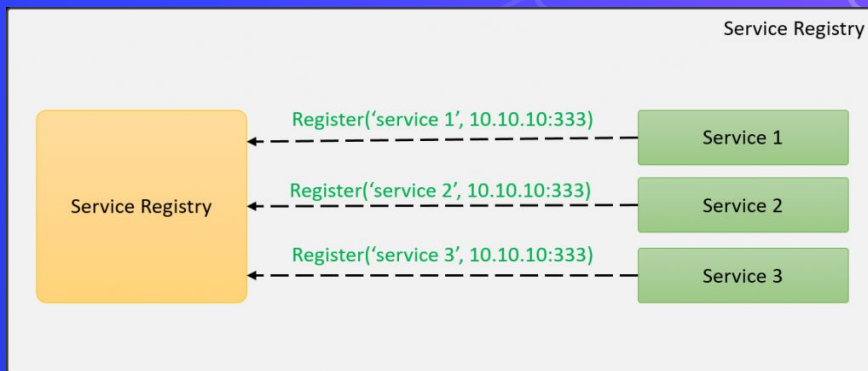 Service Registry
Register(‘service 1’, 10.10.10:333)
Service 1
Service Registry
Register(‘service 2’, 10.10.10:333)
Service 2
Register(‘service 3’, 10.10.10:333)
Service 3